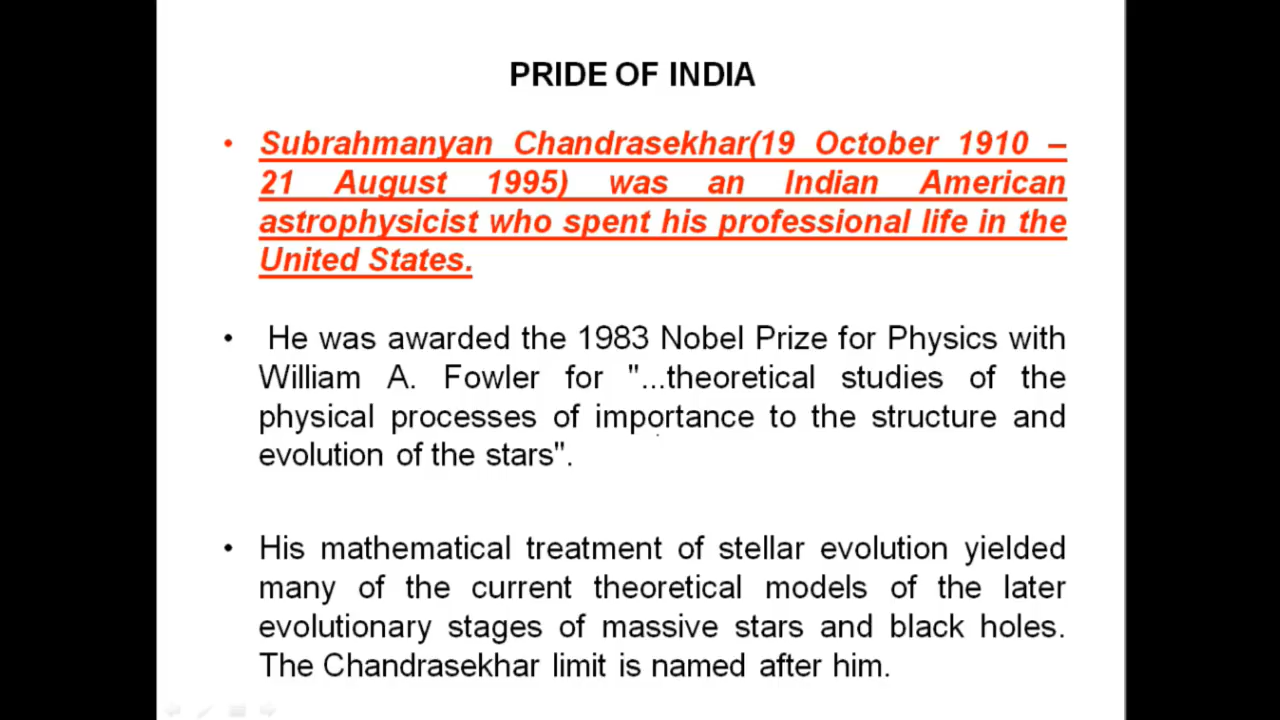 PRIDE OF INDIA
• Subrahmanyan Chandrasekhar(19 October 1910 –
21 August 1995) was an Indian American
astrophysicist who spent his professional life in the
United States.
• He was awarded the 1983 Nobel Prize for Physics with
William A. Fowler for "...theoretical studies of the
physical processes of importance to the structure and
evolution of the stars".
• His mathematical treatment of stellar evolution yielded
many of the current theoretical models of the later
evolutionary stages of massive stars and black holes.
The Chandrasekhar limit is named after him.